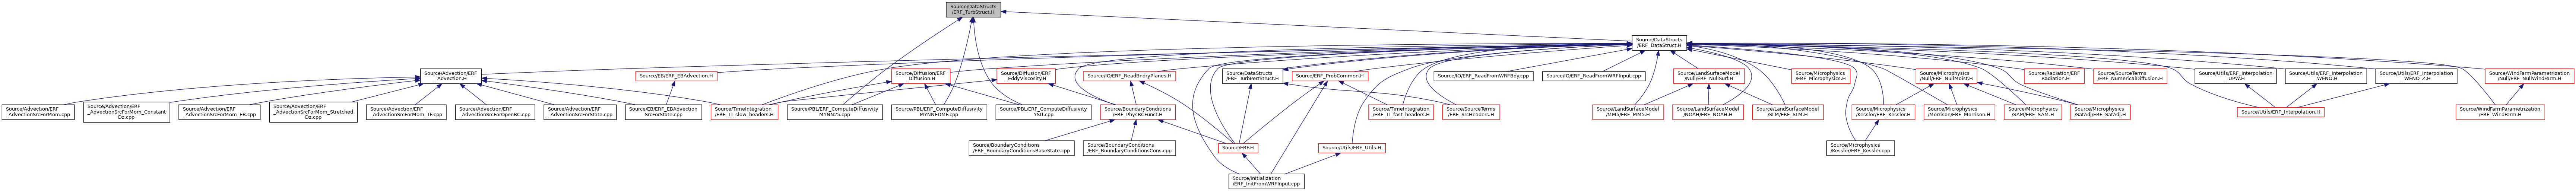 Source/DataStructs
/ERF_TurbStruct.H
Source/DataStructs
/ERF_DataStruct.H
Source/Advection/ERF
_Advection.H
Source/EB/ERF_EBAdvection.H
Source/Diffusion/ERF
_Diffusion.H
Source/Diffusion/ERF
_EddyViscosity.H
Source/IO/ERF_ReadBndryPlanes.H
Source/DataStructs
/ERF_TurbPertStruct.H
Source/ERF_ProbCommon.H
Source/IO/ERF_ReadFromWRFBdy.cpp
Source/IO/ERF_ReadFromWRFInput.cpp
Source/LandSurfaceModel
/Null/ERF_NullSurf.H
Source/Microphysics
/ERF_Microphysics.H
Source/Microphysics
/Null/ERF_NullMoist.H
Source/Radiation/ERF
_Radiation.H
Source/SourceTerms
/ERF_NumericalDiffusion.H
Source/Utils/ERF_Interpolation
_UPW.H
Source/Utils/ERF_Interpolation
_WENO.H
Source/Utils/ERF_Interpolation
_WENO_Z.H
Source/WindFarmParametrization
/Null/ERF_NullWindFarm.H
Source/Advection/ERF
_AdvectionSrcForMom.cpp
Source/Advection/ERF
_AdvectionSrcForMom_Constant
Dz.cpp
Source/Advection/ERF
_AdvectionSrcForMom_EB.cpp
Source/Advection/ERF
_AdvectionSrcForMom_Stretched
Dz.cpp
Source/Advection/ERF
_AdvectionSrcForMom_TF.cpp
Source/Advection/ERF
_AdvectionSrcForOpenBC.cpp
Source/Advection/ERF
_AdvectionSrcForState.cpp
Source/EB/ERF_EBAdvection
SrcForState.cpp
Source/TimeIntegration
/ERF_TI_slow_headers.H
Source/PBL/ERF_ComputeDiffusivity
MYNN25.cpp
Source/PBL/ERF_ComputeDiffusivity
MYNNEDMF.cpp
Source/PBL/ERF_ComputeDiffusivity
YSU.cpp
Source/BoundaryConditions
/ERF_PhysBCFunct.H
Source/TimeIntegration
/ERF_TI_fast_headers.H
Source/SourceTerms
/ERF_SrcHeaders.H
Source/LandSurfaceModel
/MM5/ERF_MM5.H
Source/LandSurfaceModel
/NOAH/ERF_NOAH.H
Source/LandSurfaceModel
/SLM/ERF_SLM.H
Source/Microphysics
/Kessler/ERF_Kessler.H
Source/Microphysics
/Morrison/ERF_Morrison.H
Source/Microphysics
/SAM/ERF_SAM.H
Source/Microphysics
/SatAdj/ERF_SatAdj.H
Source/Utils/ERF_Interpolation.H
Source/WindFarmParametrization
/ERF_WindFarm.H
Source/BoundaryConditions
/ERF_BoundaryConditionsBaseState.cpp
Source/BoundaryConditions
/ERF_BoundaryConditionsCons.cpp
Source/ERF.H
Source/Utils/ERF_Utils.H
Source/Microphysics
/Kessler/ERF_Kessler.cpp
Source/Initialization
/ERF_InitFromWRFInput.cpp